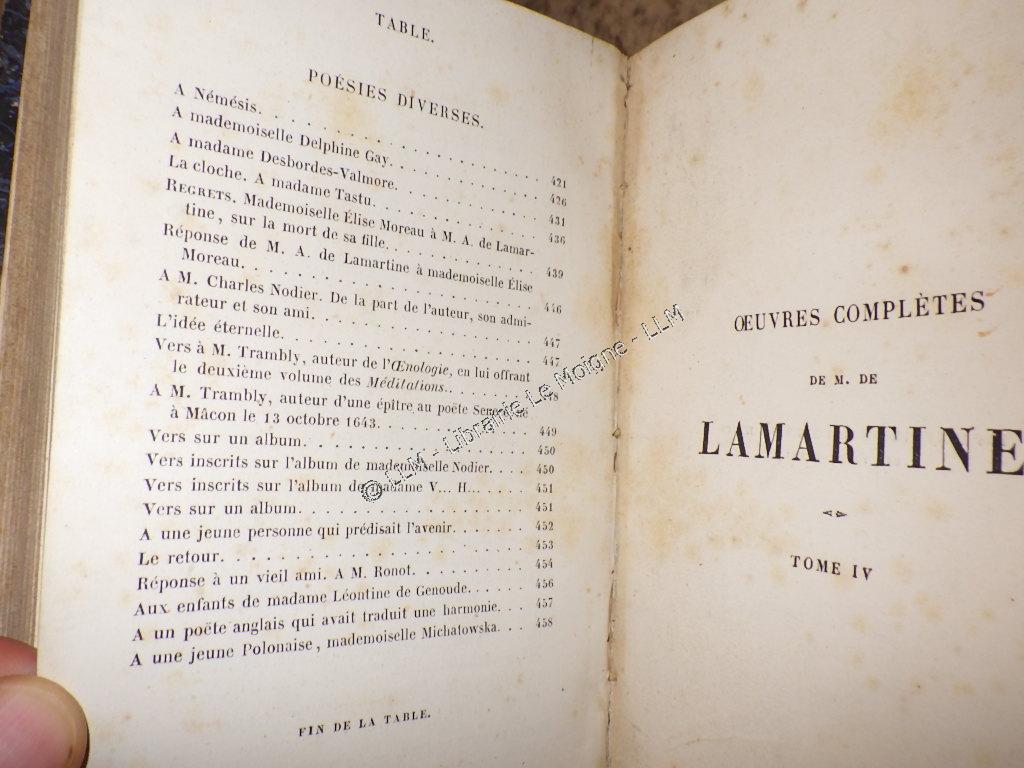 TABLE.
POÉSIES DIVERSES.
A Némésis. . . . . . . . . . . . . . . . . . 421
A mademoiselle Delphine Gay. . . . . . . . . . 426
A madame Desbordes-Valmore. . . . . . . . . . 431
La cloche. A madame Tastu. . . . . . . . . . . 436
REGRETS. Mademoiselle Élise Moreau à M. A. de Lamar-
tine, sur la mort de sa fille. . . . . . . . . . 439
Réponse de M. A. de Lamartine à mademoiselle Élise
Moreau. . . . . . . . . . . . . . . . . . 446
A M. Charles Nodier. De la part de l'auteur, son admi-
rateur et son ami. . . . . . . . . . . . . . 447
L'idée éternelle. . . . . . . . . . . . . . . 447
Vers à M. Trambly, auteur de l'Œnologie, en lui offrant
le deuxième volume des Méditations. . . . . . 
A M. Trambly, auteur d'une épître au poëte
à Mâcon le 13 octobre 1643. . . . . . . . . . 449
Vers sur un album. . . . . . . . . . . . . . 450
Vers inscrits sur l'album de mademoiselle Nodier. . . . 450
Vers inscrits sur l'album de madame V... H... . . . . 451
Vers sur un album. . . . . . . . . . . . . . 451
A une jeune personne qui prédisait l'avenir. . . . . . 452
Le retour. . . . . . . . . . . . . . . . . . 453
Réponse à un vieil ami. A M. Ronot. . . . . . . . 454
Aux enfants de madame Léontine de Genoude. . . . . 456
A un poëte anglais qui avait traduit une harmonie. . . 457
A une jeune Polonaise, mademoiselle Michatowska. . . 458
FIN DE LA TABLE.
ŒUVRES COMPLÈTES
DE M. DE
LAMARTINE
TOME IV
© LLM - Librairie Le Moigne - LLM